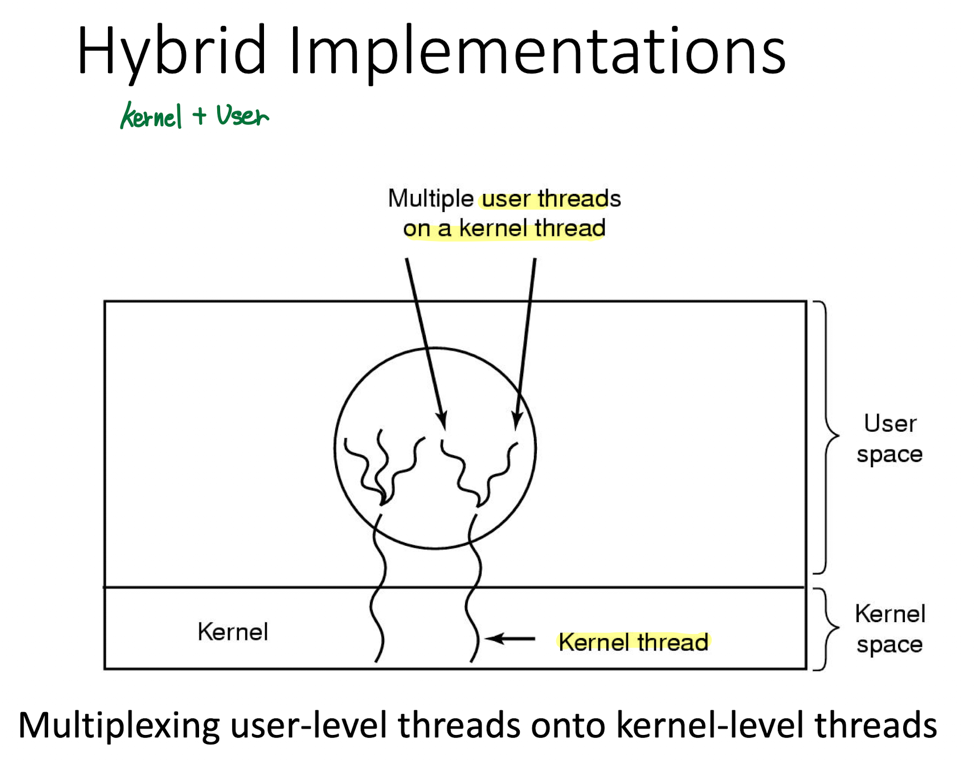 Hybrid Implementations
kernel + User
Multiple user threads
on a kernel thread
User
space
Kernel
Kernel thread
Kernel
space
Multiplexing user-level threads onto kernel-level threads